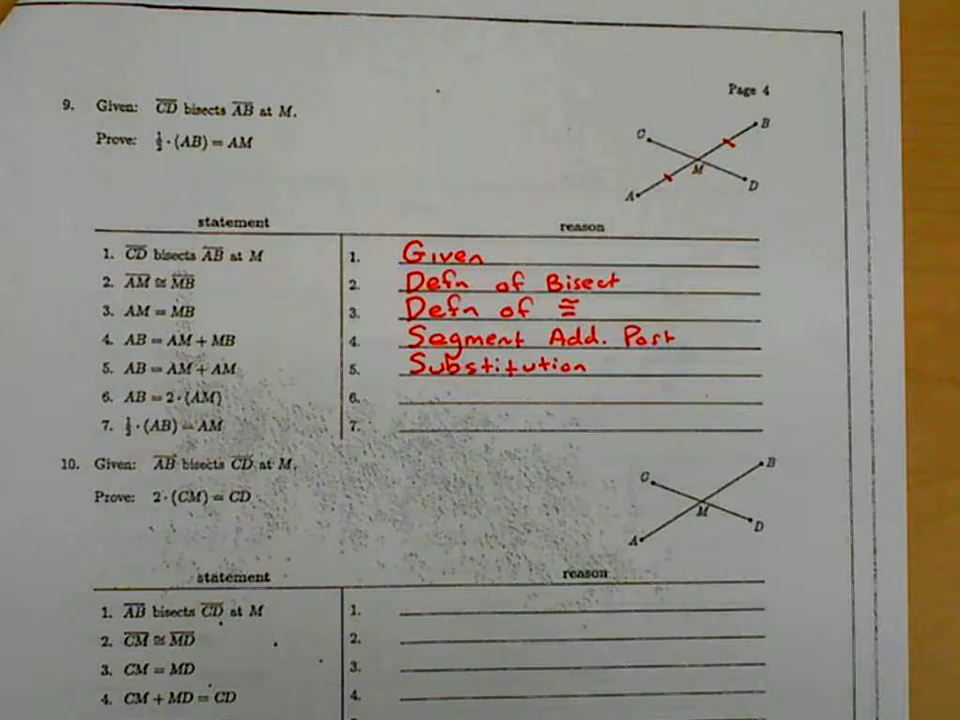 Page 4
9. Given: CD bisects AB at M.
Prove: ½·(AB) = AM
C
B
M
A
D
statement
reason
1. CD bisects AB at M
1. Given
2. AM ≅ MB
2. Defn of Bisect
3. AM = MB
3. Defn of ≅
4. AB = AM + MB
4. Segment Add. Post
5. AB = AM + AM
5. Substitution
6. AB = 2·(AM)
6.
7. ½·(AB) = AM
7.
10. Given: AB bisects CD at M.
Prove: 2·(CM) = CD
C
B
M
A
D
statement
reason
1. AB bisects CD at M
1.
2. CM ≅ MD
2.
3. CM = MD
3.
4. CM + MD = CD
4.